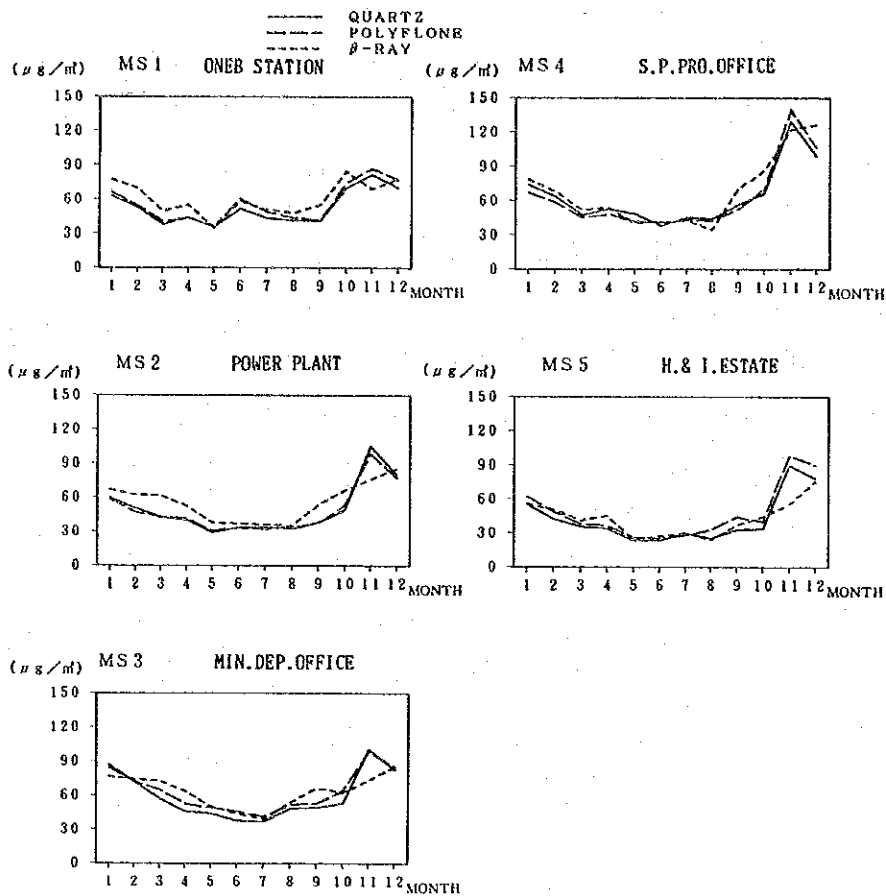 QUARTZ
POLYFLONE
β-RAY
(μg/㎥) MS1 ONEB STATION
150
120
90
60
30
0
1 2 3 4 5 6 7 8 9 10 11 12 MONTH
MS4 S.P.PRO.OFFICE
150
120
90
60
30
0
1 2 3 4 5 6 7 8 9 10 11 12 MONTH
(μg/㎥) MS2 POWER PLANT
150
120
90
60
30
0
1 2 3 4 5 6 7 8 9 10 11 12 MONTH
(μg/㎥) MS5 H.& I.ESTATE
150
120
90
60
30
0
1 2 3 4 5 6 7 8 9 10 11 12 MONTH
(μg/㎥) MS3 MIN.DEP.OFFICE
150
120
90
60
30
0
1 2 3 4 5 6 7 8 9 10 11 12 MONTH